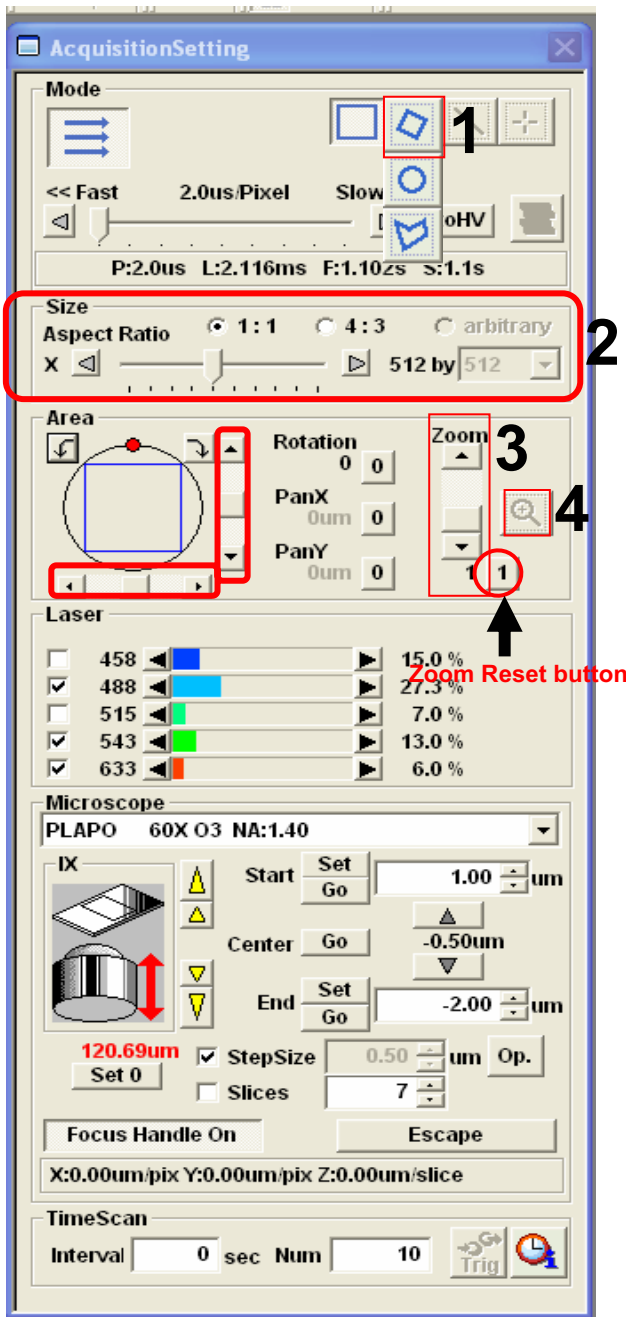 AcquisitionSetting
Mode
1
<< Fast 2.0us/Pixel Slow
oHV
P:2.0us L:2.116ms F:1.102s S:1.1s
Size
Aspect Ratio 1:1 4:3 arbitrary
2
X 512 by 512
Area
Rotation
0 0
PanX
0um 0
PanY
0um 0
Zoom
3
4
1 1
Zoom Reset button
Laser
458 15.0 %
488 27.3 %
515 7.0 %
543 13.0 %
633 6.0 %
Microscope
PLAPO 60X O3 NA:1.40
IX
Start Set Go 1.00 um
Center Go -0.50um
End Set Go -2.00 um
120.69um
Set 0
StepSize 0.50 um Op.
Slices 7
Focus Handle On Escape
X:0.00um/pix Y:0.00um/pix Z:0.00um/slice
TimeScan
Interval 0 sec Num 10
Trig